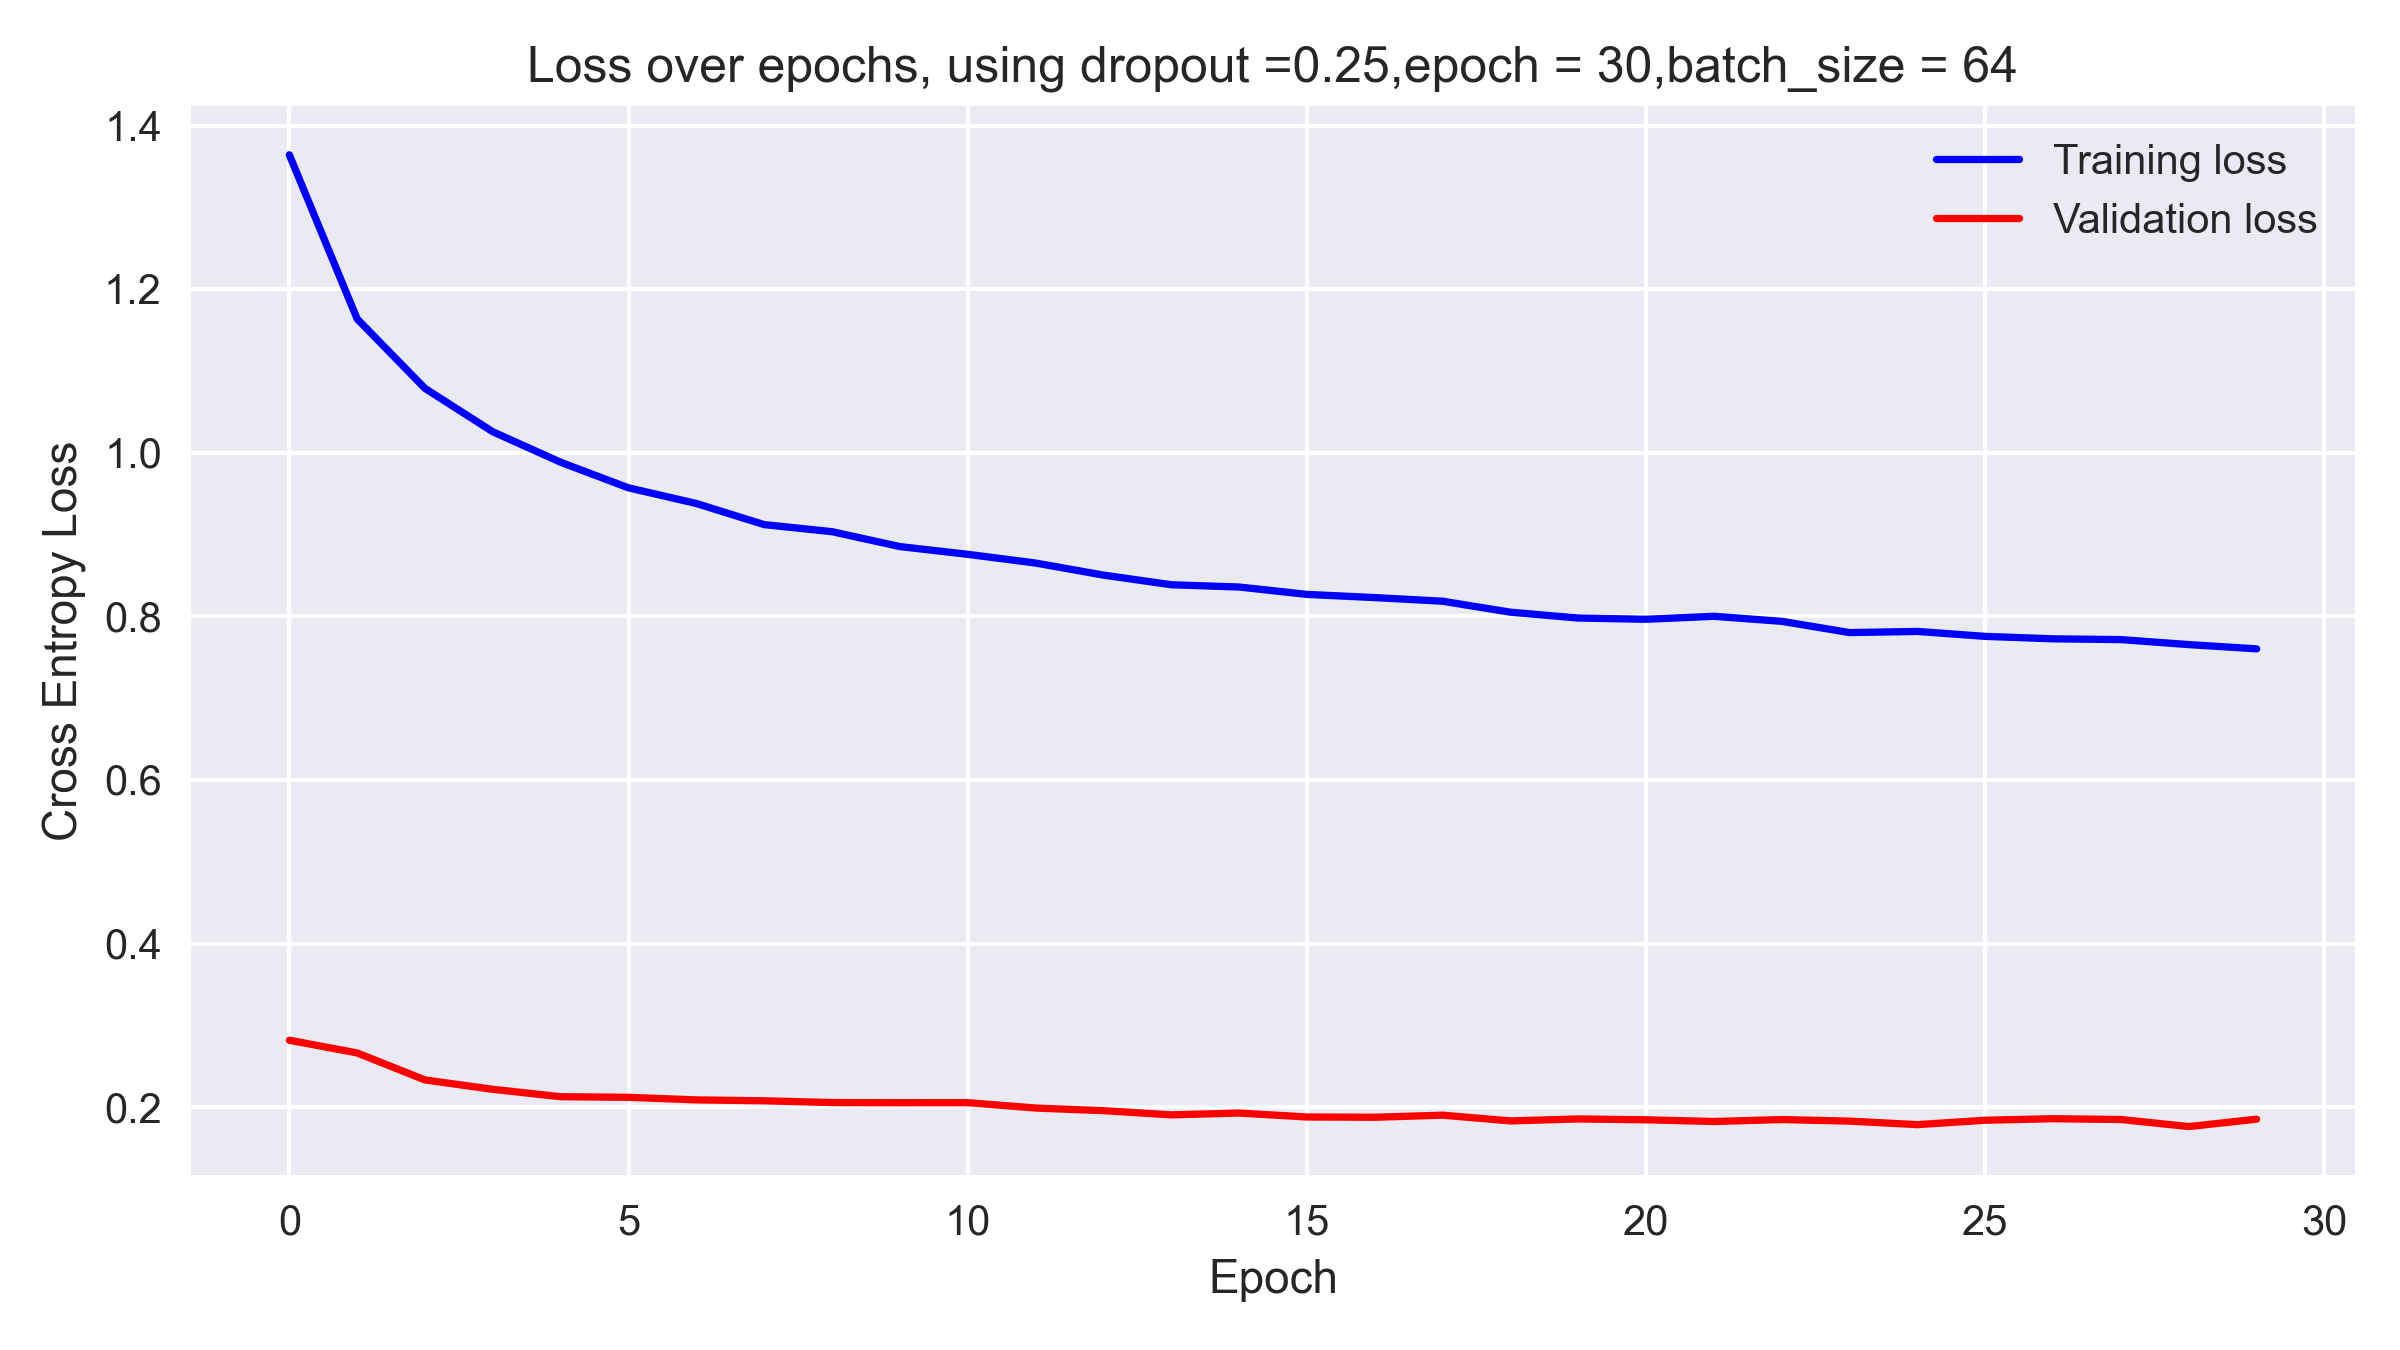 Loss over epochs, using dropout =0.25,epoch = 30,batch_size = 64
Training loss
Validation loss
Cross Entropy Loss
1.4
1.2
1.0
0.8
0.6
0.4
0.2
0 5 10 15 20 25 30
Epoch